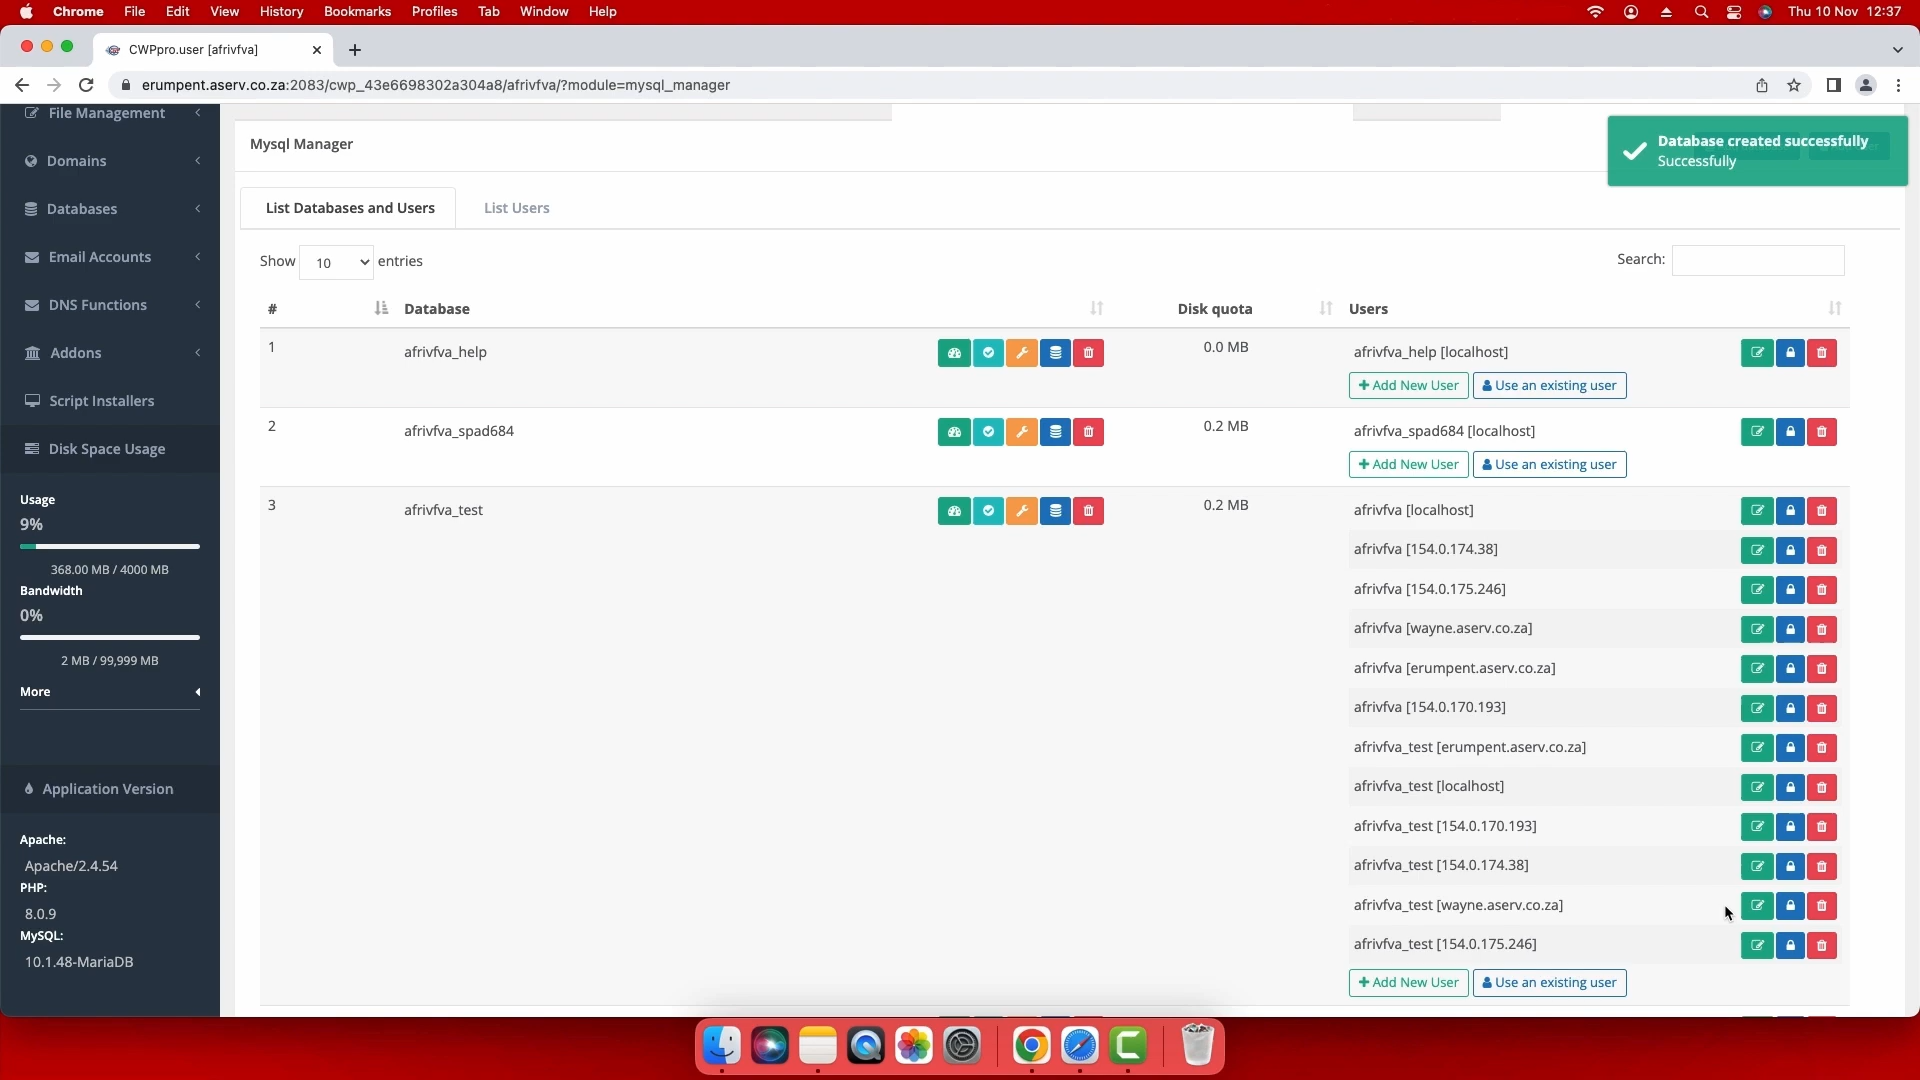 Chrome File Edit View History Bookmarks Profiles Tab Window Help Thu 10 Nov 12:37
CWPpro.user [afrivfva]
erumpent.aserv.co.za:2083/cwp_43e6698302a304a8/afrivfva/?module=mysql_manager
File Management
Domains
Databases
Email Accounts
DNS Functions
Addons
Script Installers
Disk Space Usage
Usage
9%
368.00 MB / 4000 MB
Bandwidth
0%
2 MB / 99,999 MB
More
Application Version
Apache:
Apache/2.4.54
PHP:
8.0.9
MySQL:
10.1.48-MariaDB
Mysql Manager
Database created successfully
Successfully
List Databases and Users List Users
Show 10 entries Search:
# Database Disk quota Users
1 afrivfva_help 0.0 MB afrivfva_help [localhost]
+ Add New User Use an existing user
2 afrivfva_spad684 0.2 MB afrivfva_spad684 [localhost]
+ Add New User Use an existing user
3 afrivfva_test 0.2 MB afrivfva [localhost]
afrivfva [154.0.174.38]
afrivfva [154.0.175.246]
afrivfva [wayne.aserv.co.za]
afrivfva [erumpent.aserv.co.za]
afrivfva [154.0.170.193]
afrivfva_test [erumpent.aserv.co.za]
afrivfva_test [localhost]
afrivfva_test [154.0.170.193]
afrivfva_test [154.0.174.38]
afrivfva_test [wayne.aserv.co.za]
afrivfva_test [154.0.175.246]
+ Add New User Use an existing user